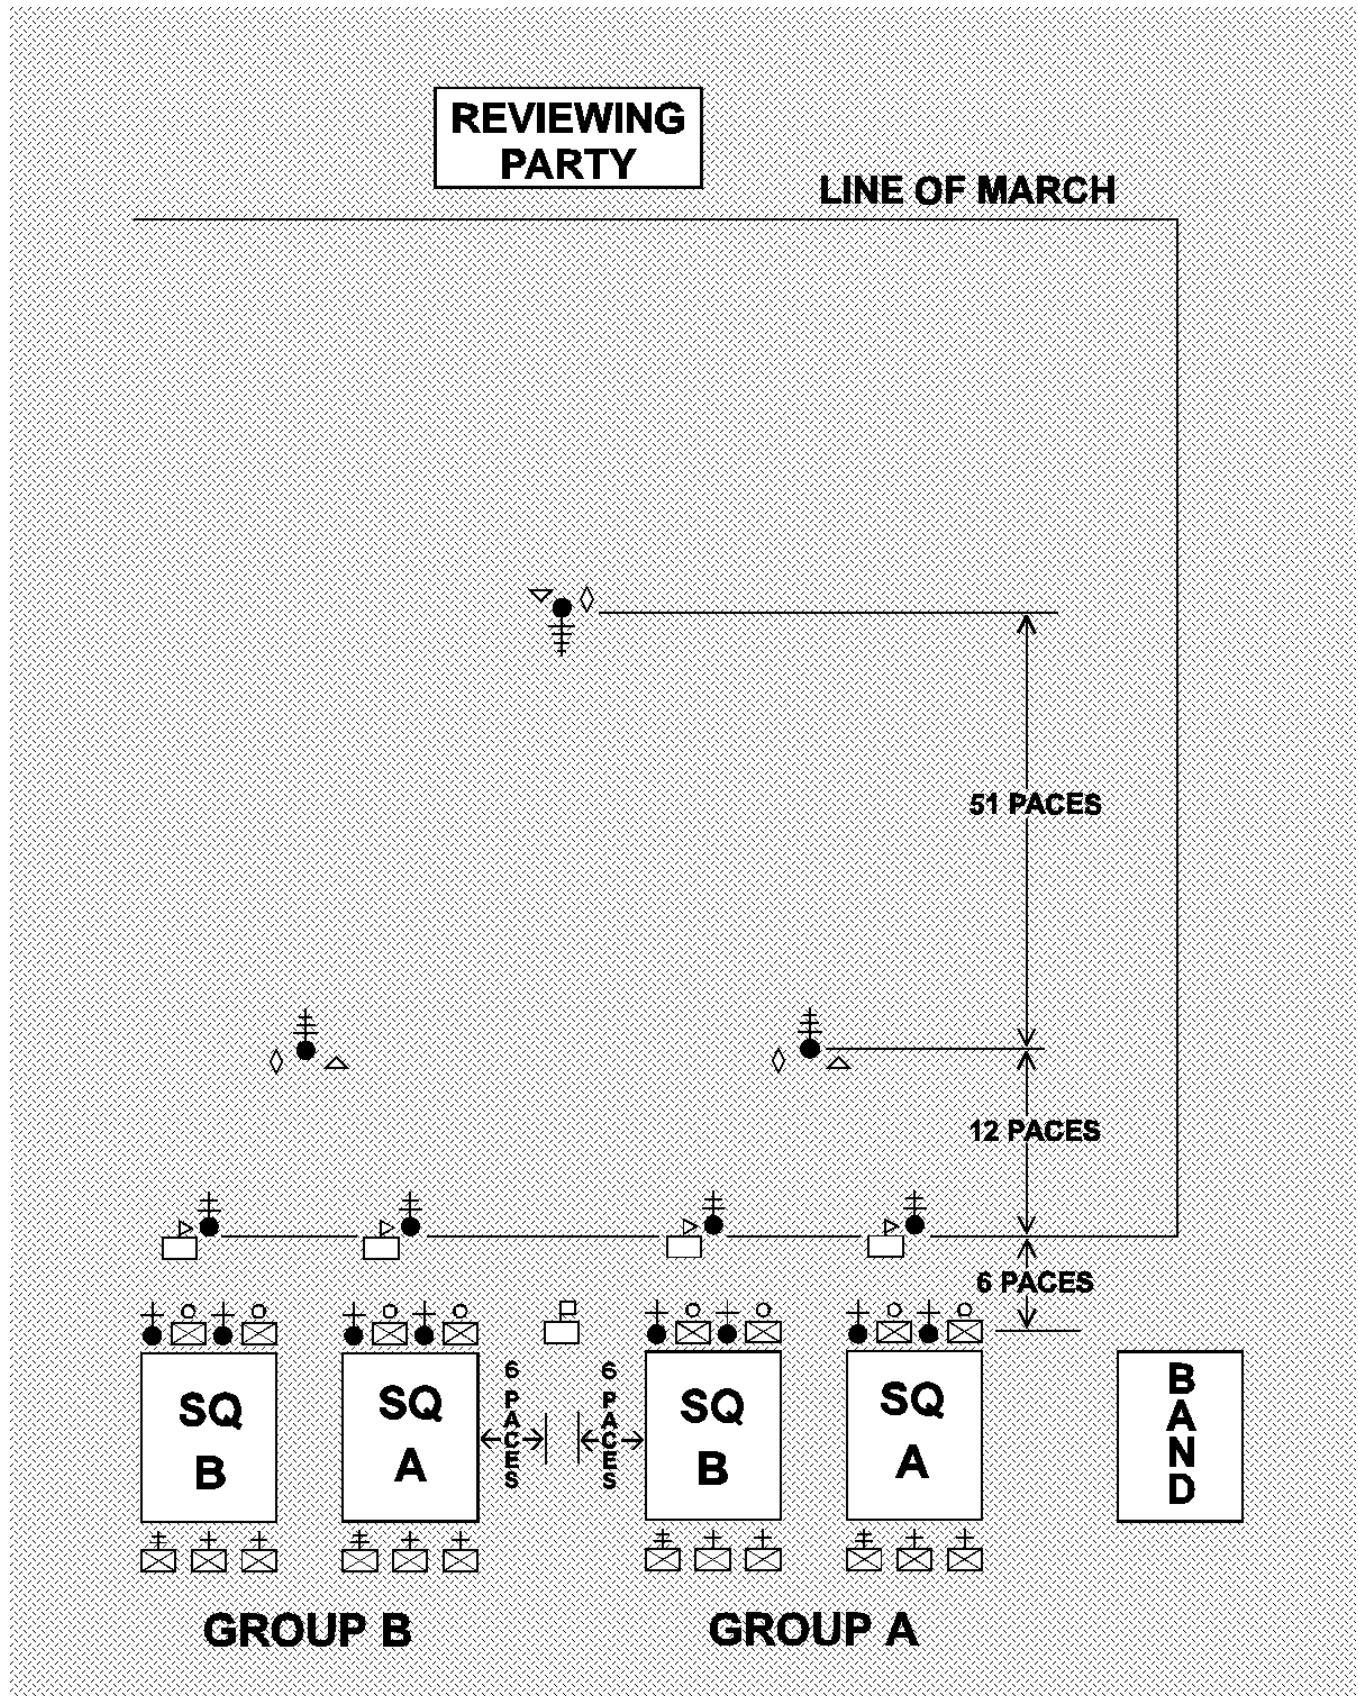 REVIEWING
PARTY
LINE OF MARCH
51 PACES
12 PACES
6 PACES
SQ
B
SQ
A
6 PACES
6 PACES
SQ
B
SQ
A
BAND
GROUP B
GROUP A